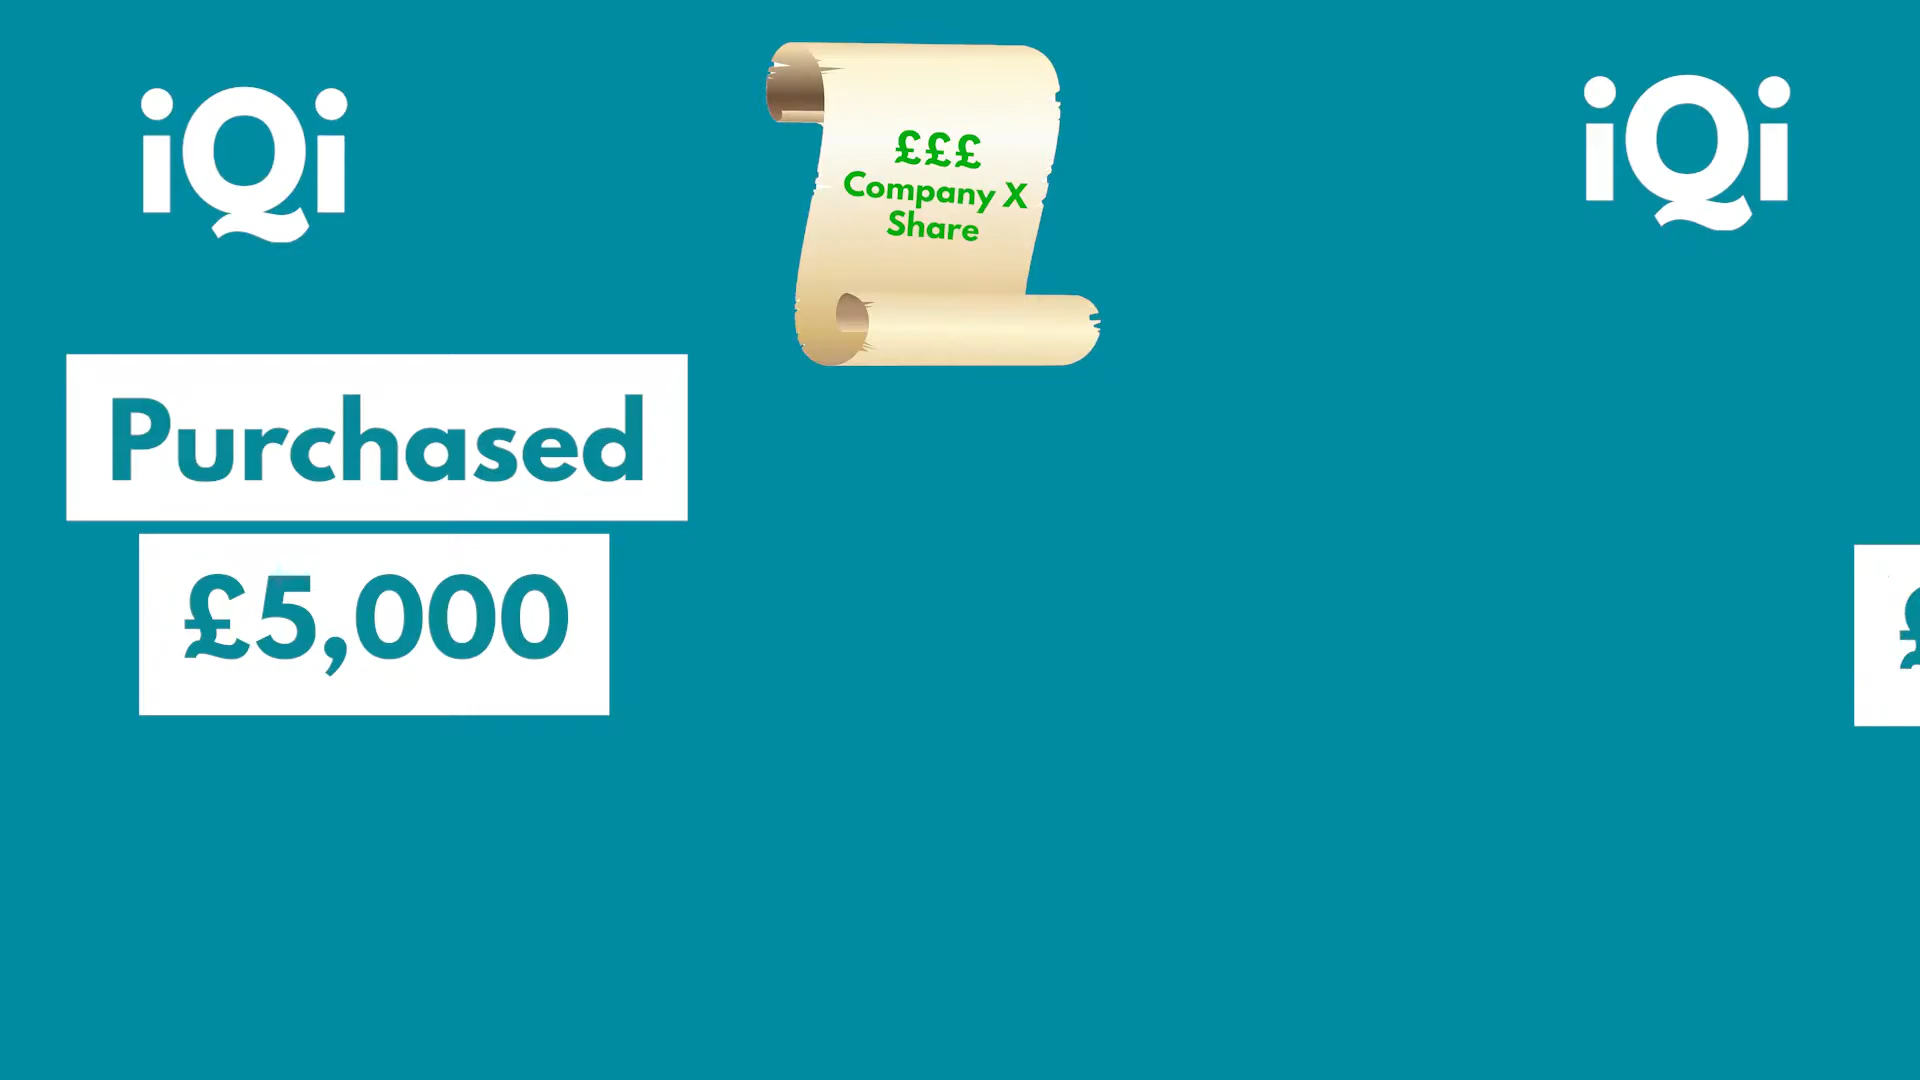 iQi
£££
Company X
Share
iQi
Purchased
£5,000
£